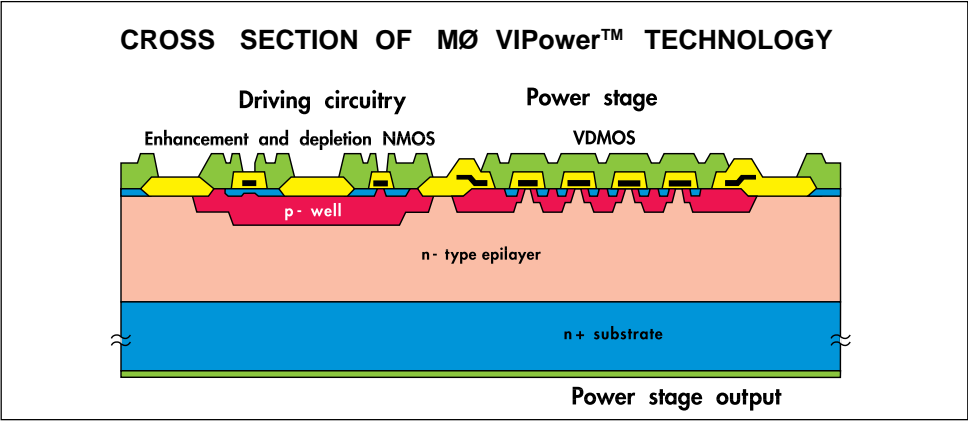 CROSS SECTION OF MØ VIPower™ TECHNOLOGY
Driving circuitry
Power stage
Enhancement and depletion NMOS
VDMOS
p- well
n- type epilayer
n+ substrate
Power stage output